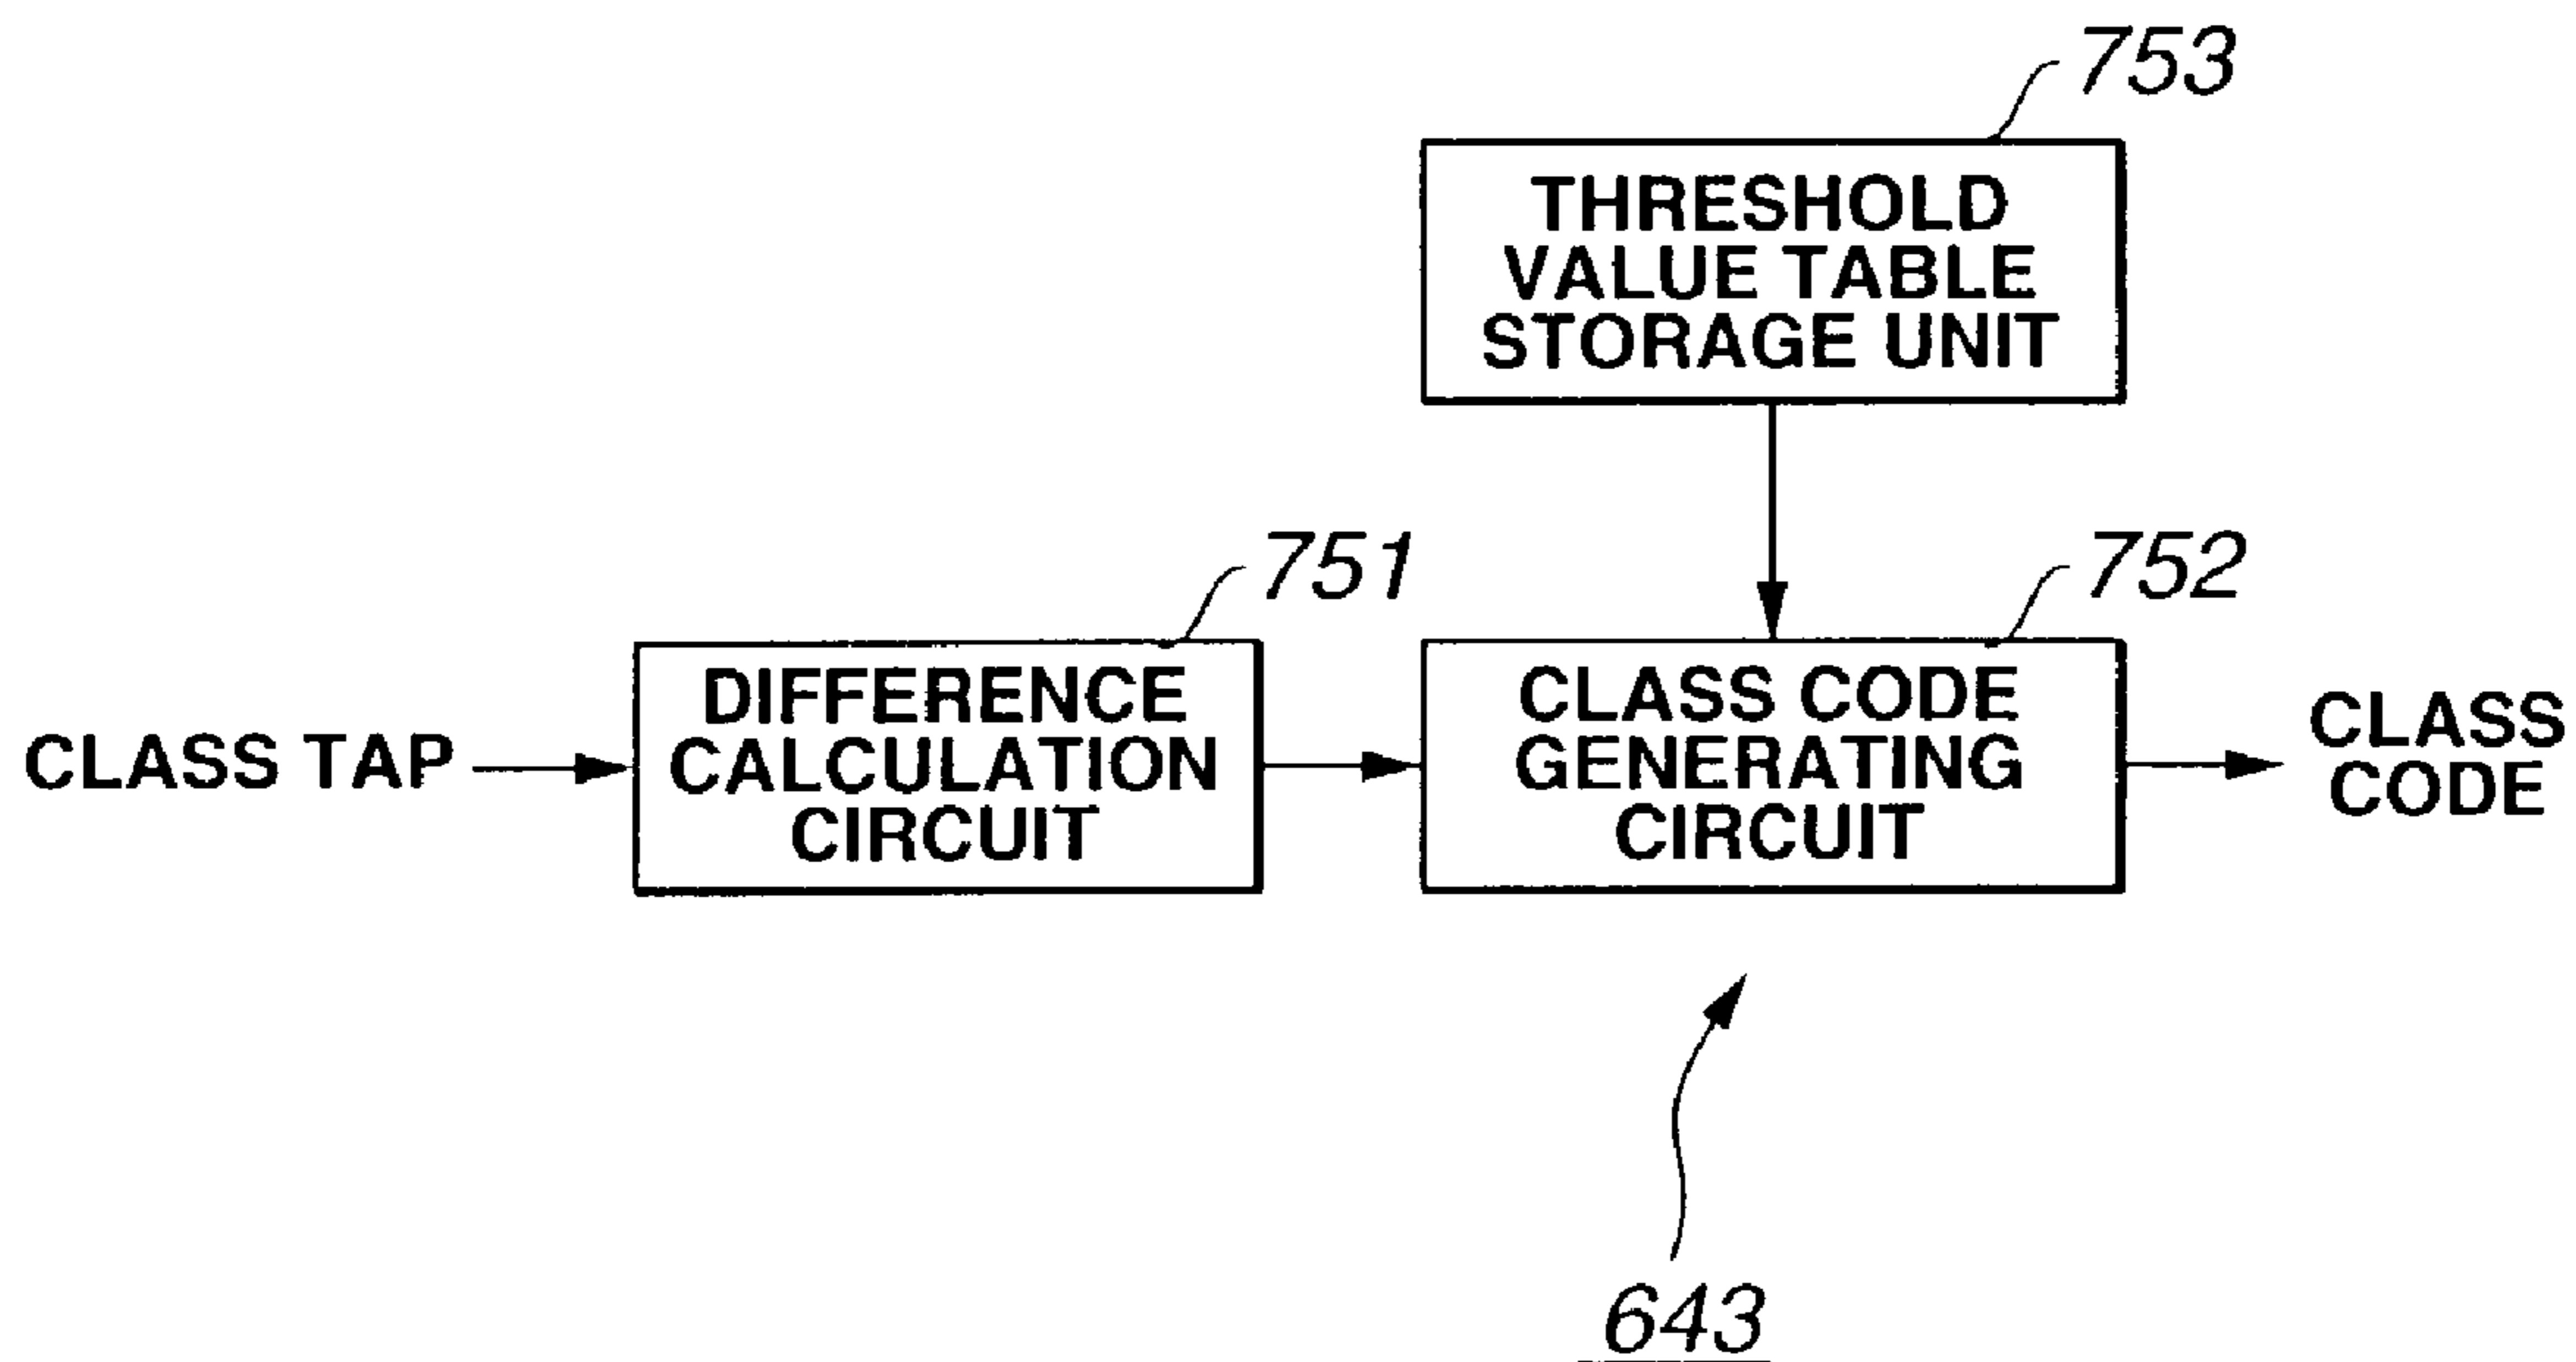 753
THRESHOLD
VALUE TABLE
STORAGE UNIT
751
752
CLASS TAP
DIFFERENCE
CALCULATION
CIRCUIT
CLASS CODE
GENERATING
CIRCUIT
CLASS
CODE
643